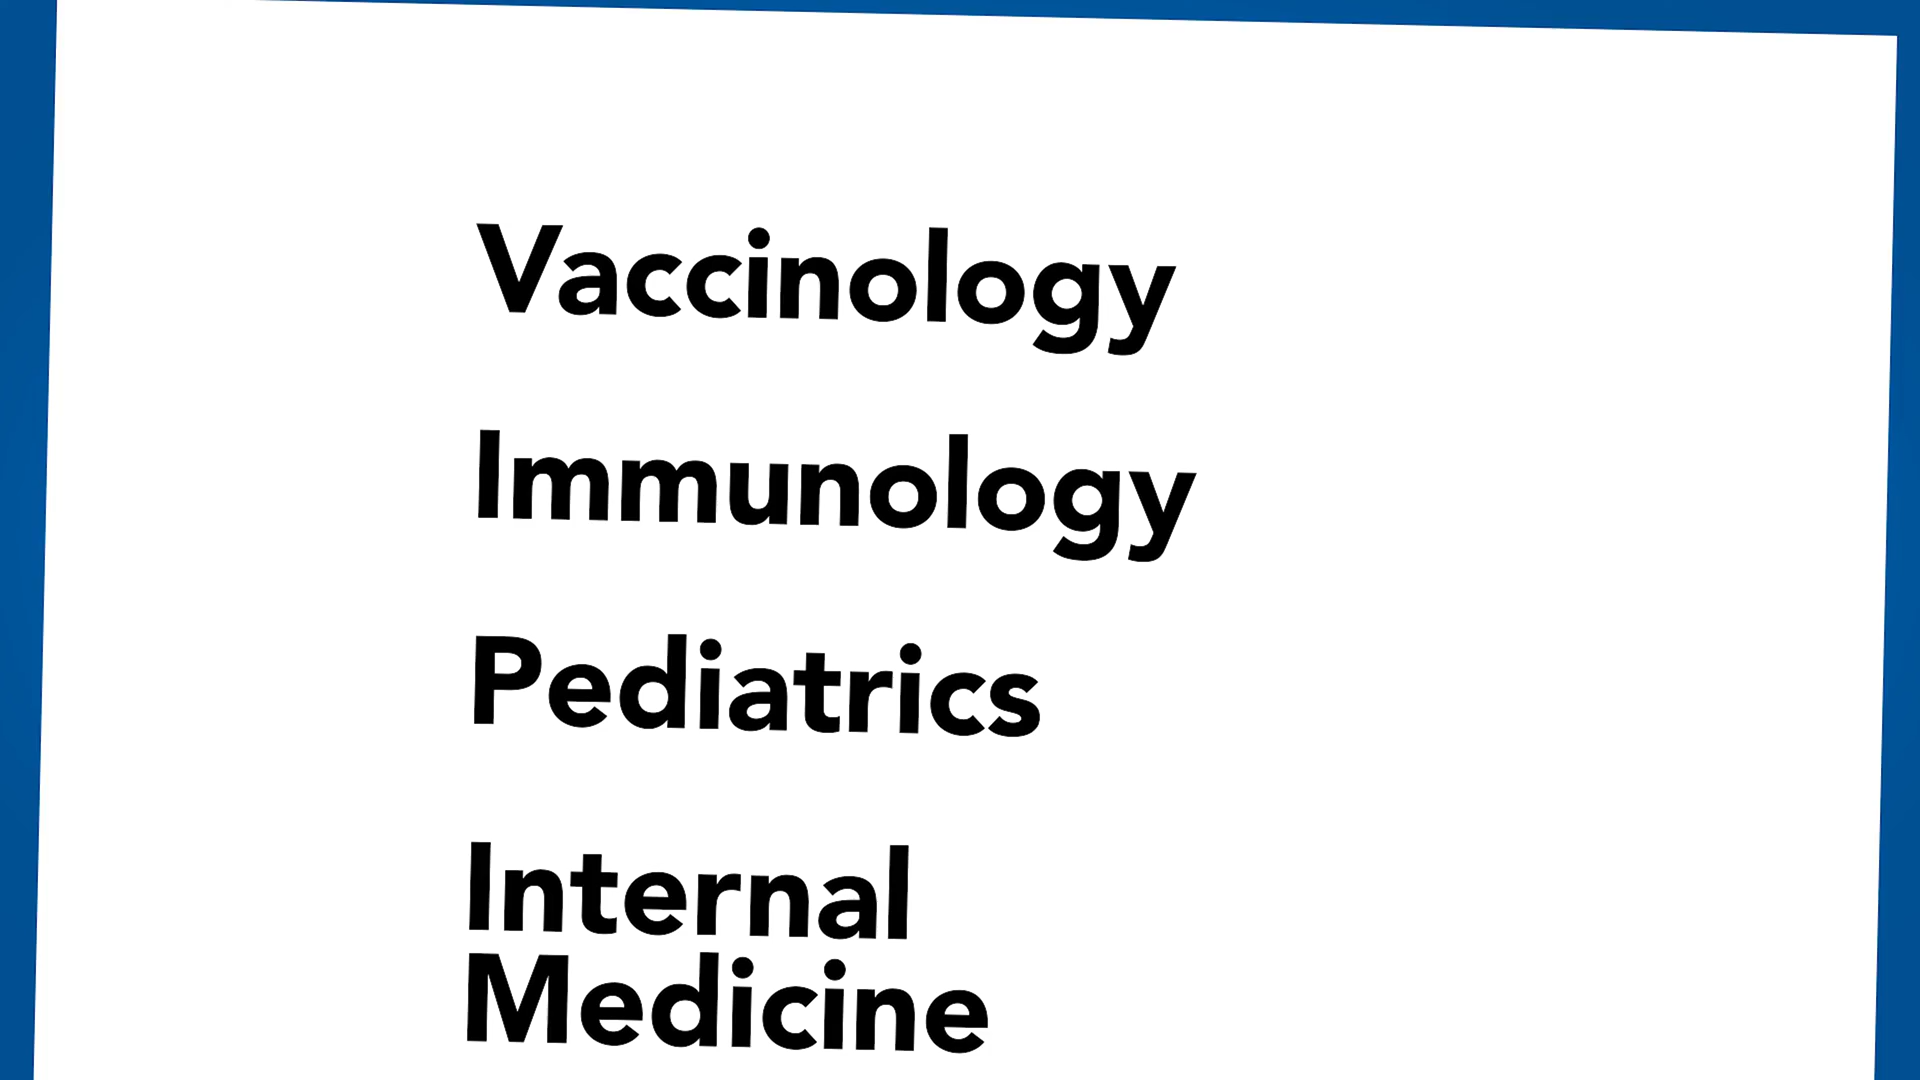 Vaccinology
Immunology
Pediatrics
Internal
Medicine